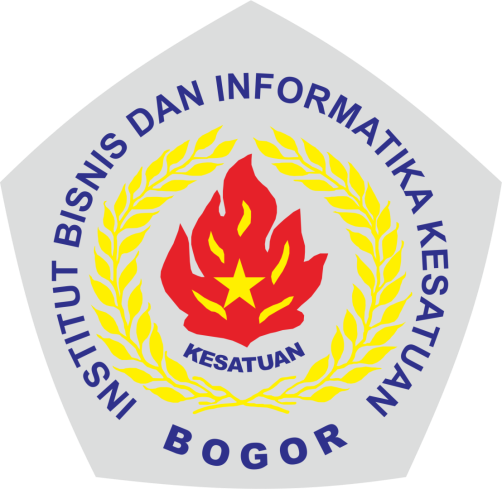 INSTITUT BISNIS DAN INFORMATIKA KESATUAN
KESATUAN
BOGOR